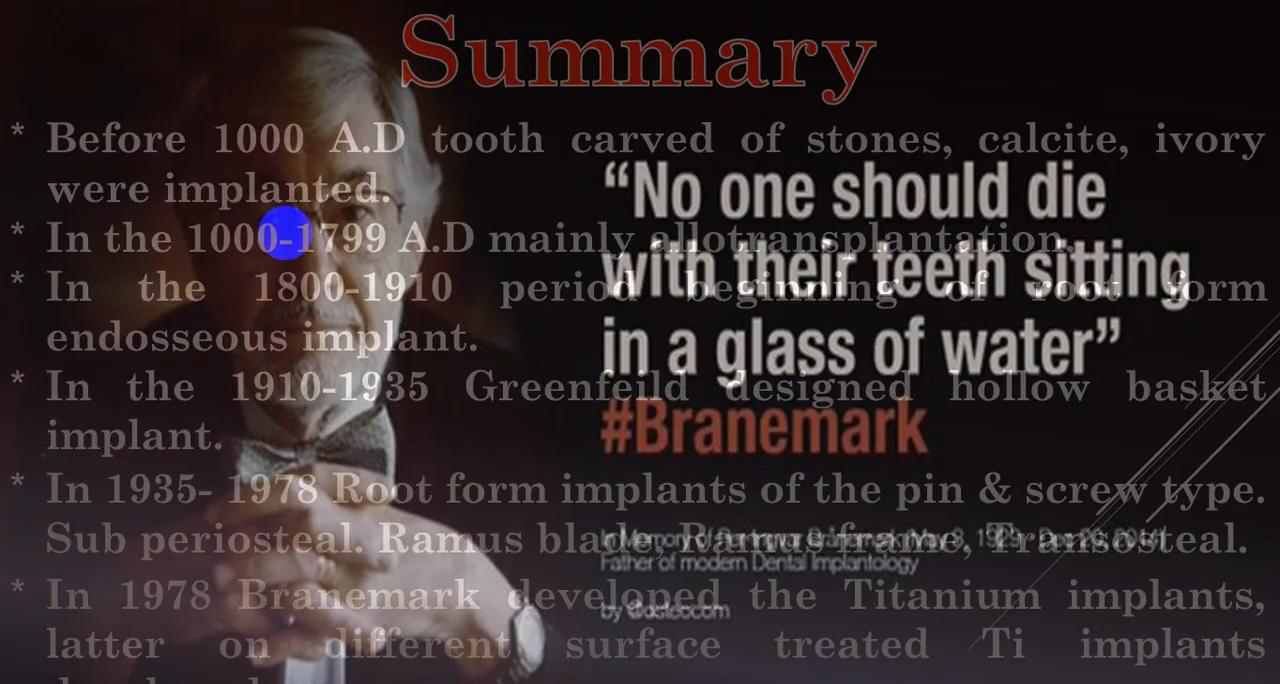 Summary
* Before 1000 A.D tooth carved of stones, calcite, ivory
were implanted.
* In the 1000-1799 A.D mainly allotransplantation.
* In the 1800-1910 period beginning of root form
endosseous implant.
* In the 1910-1935 Greenfeild designed hollow basket
implant.
* In 1935- 1978 Root form implants of the pin & screw type.
Sub periosteal. Ramus blade, Ramus frame, Transosteal.
* In 1978 Branemark developed the Titanium implants,
latter on different surface treated Ti implants
“No one should die
with their teeth sitting
in a glass of water”
#Branemark
In Memory of
Father of modern Dental Implantology
by